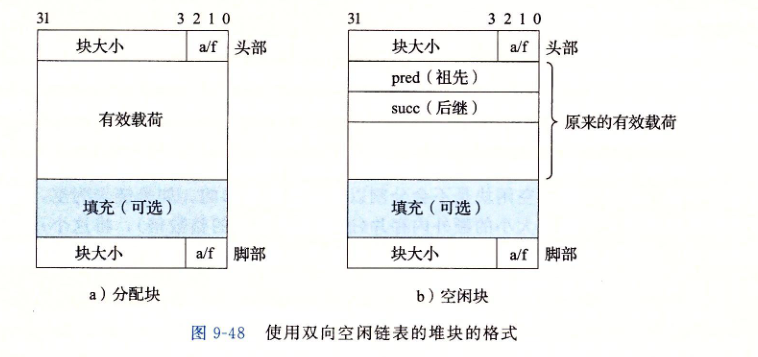 31 3 2 1 0
块大小 a/f 头部
有效载荷
填充（可选）
块大小 a/f 脚部
a）分配块
31 3 2 1 0
块大小 a/f 头部
pred（祖先）
succ（后继）
原来的有效载荷
填充（可选）
块大小 a/f 脚部
b）空闲块
图 9-48 使用双向空闲链表的堆块的格式